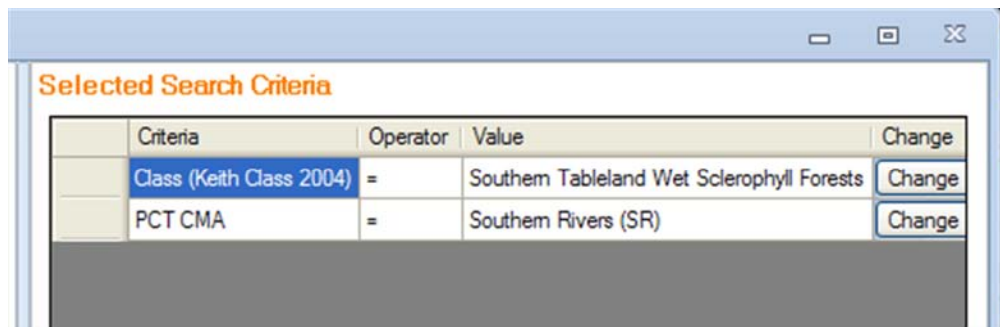 Selected Search Criteria
Criteria Operator Value Change
Class (Keith Class 2004) = Southern Tableland Wet Sclerophyll Forests Change
PCT CMA = Southern Rivers (SR) Change